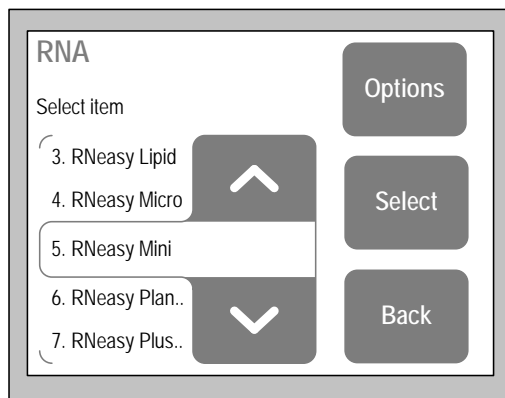 RNA
Select item
3. RNeasy Lipid
4. RNeasy Micro
5. RNeasy Mini
6. RNeasy Plan..
7. RNeasy Plus..
Options
Select
Back